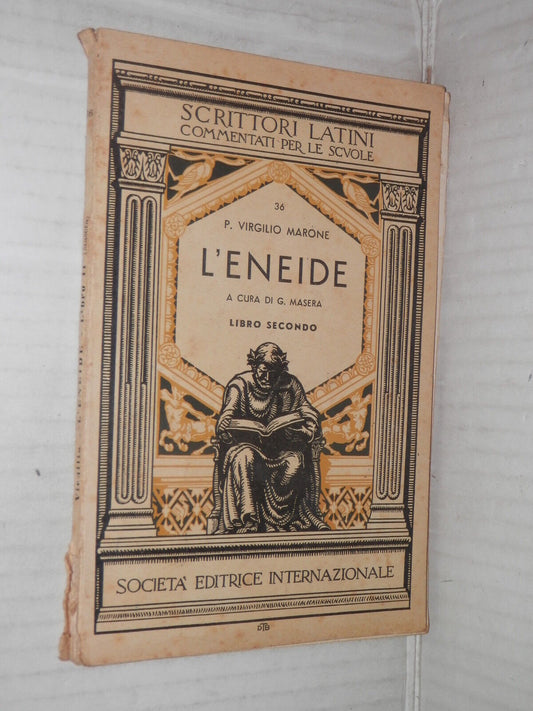 SCRITTORI LATINI
COMMENTATI PER LE SCVOLE
36
P. VIRGILIO MARONE
L'ENEIDE
A CURA DI G. MASERA
LIBRO SECONDO
SOCIETÀ EDITRICE INTERNAZIONALE